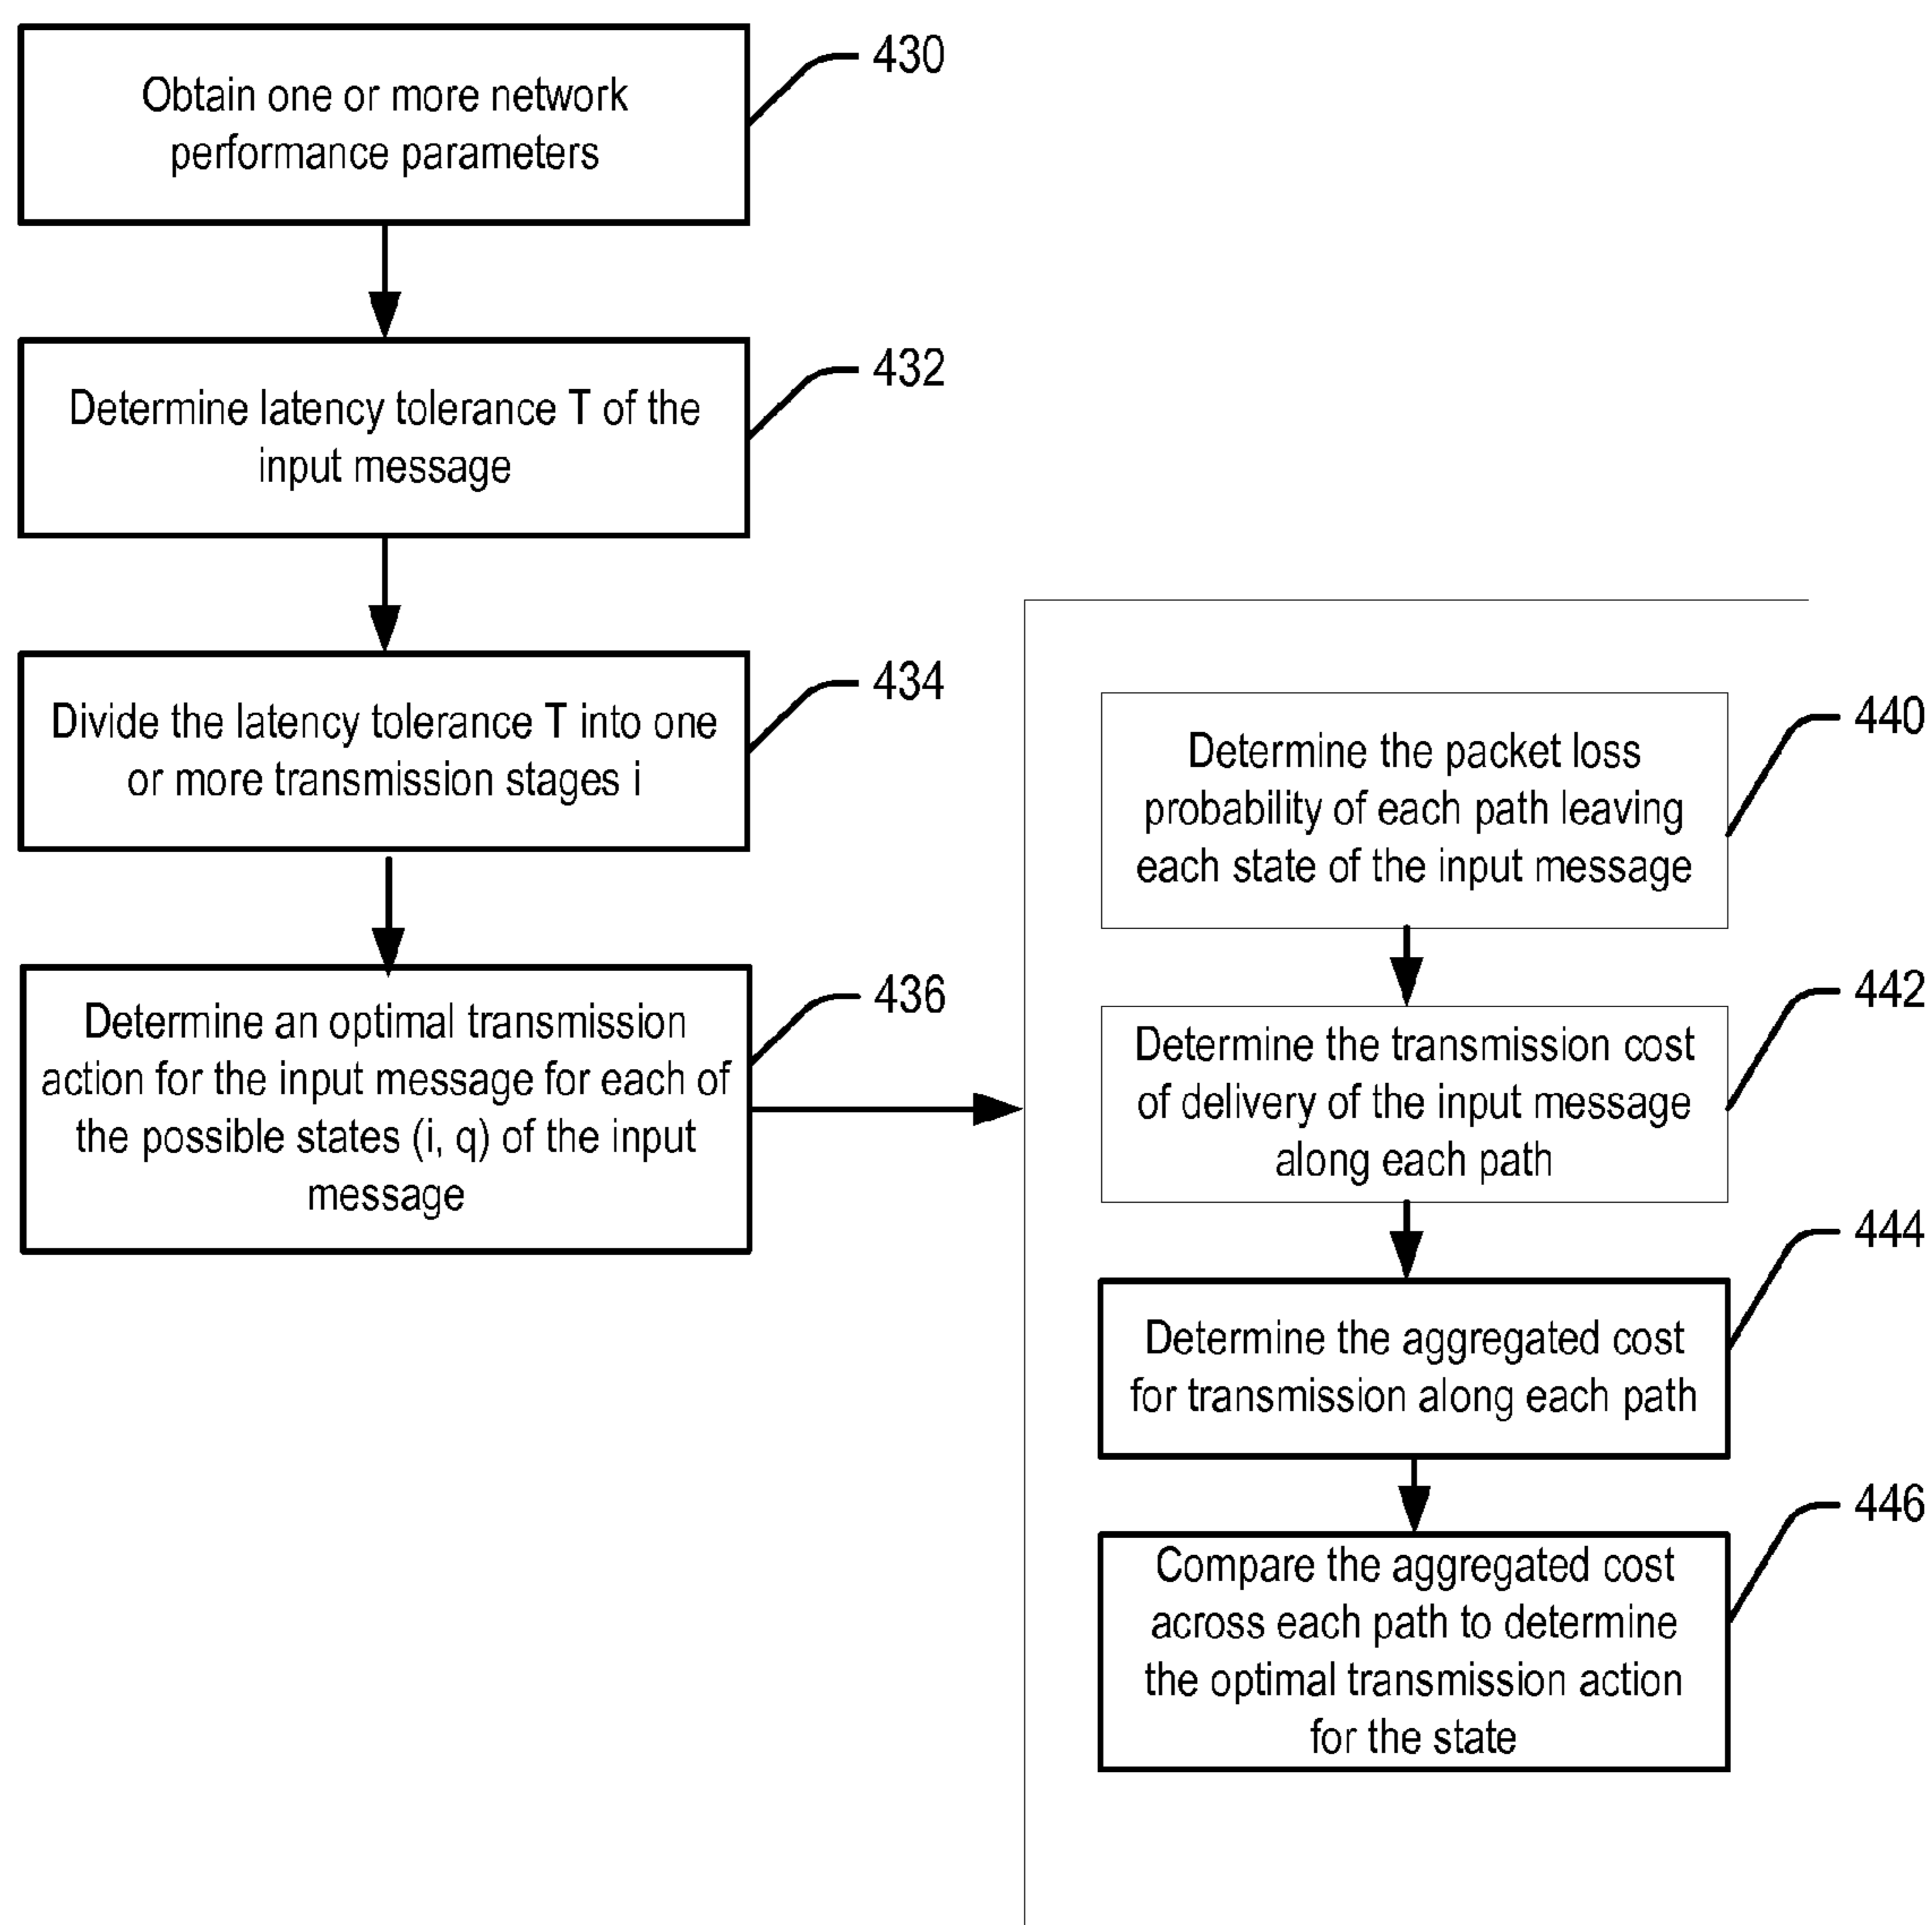 Obtain one or more network
performance parameters
430
Determine latency tolerance T of the
input message
432
Divide the latency tolerance T into one
or more transmission stages i
434
Determine an optimal transmission
action for the input message for each of
the possible states (i, q) of the input
message
436
Determine the packet loss
probability of each path leaving
each state of the input message
440
Determine the transmission cost
of delivery of the input message
along each path
442
Determine the aggregated cost
for transmission along each path
444
Compare the aggregated cost
across each path to determine
the optimal transmission action
for the state
446